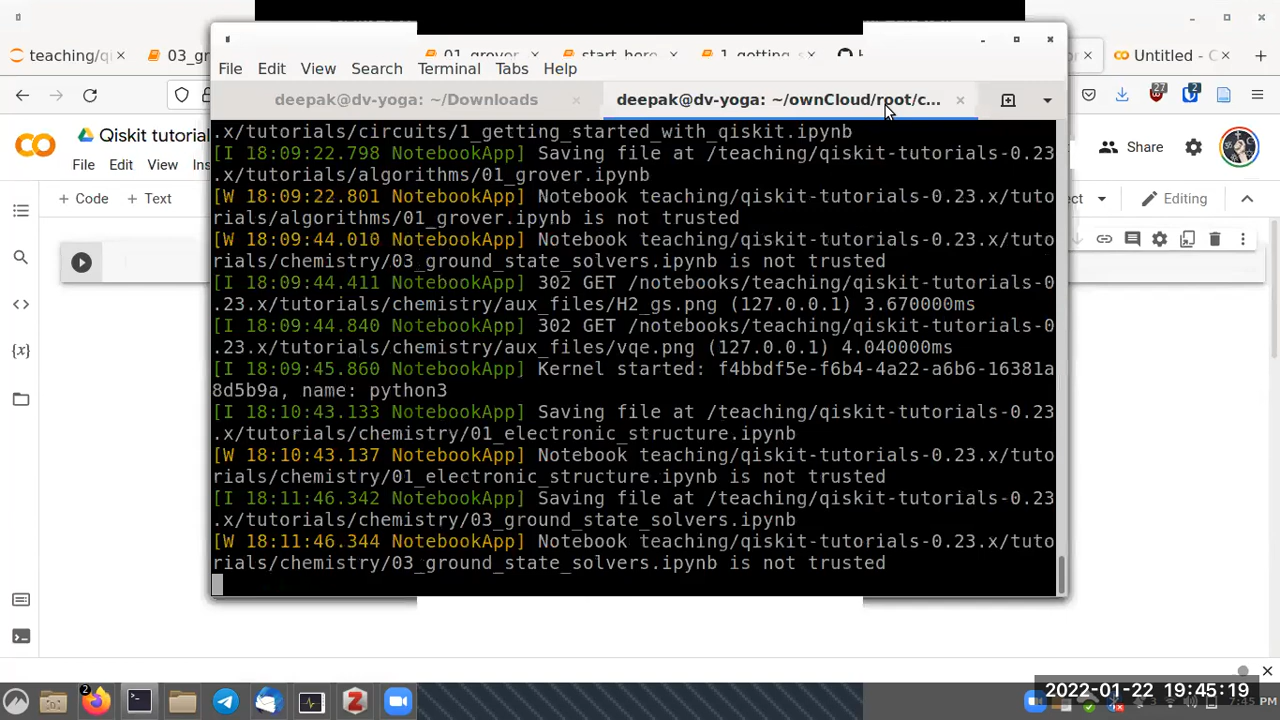 teaching/q
03_gr
01_grover
start_here
1_getting_s
Untitled - C
27
2
Qiskit tutorials
File Edit View Ins
Share
+ Code + Text
Editing
File Edit View Search Terminal Tabs Help
deepak@dv-yoga: ~/Downloads
deepak@dv-yoga: ~/ownCloud/root/c...
.x/tutorials/circuits/1_getting_started_with_qiskit.ipynb
[I 18:09:22.798 NotebookApp] Saving file at /teaching/qiskit-tutorials-0.23
.x/tutorials/algorithms/01_grover.ipynb
[W 18:09:22.801 NotebookApp] Notebook teaching/qiskit-tutorials-0.23.x/tuto
rials/algorithms/01_grover.ipynb is not trusted
[W 18:09:44.010 NotebookApp] Notebook teaching/qiskit-tutorials-0.23.x/tuto
rials/chemistry/03_ground_state_solvers.ipynb is not trusted
[I 18:09:44.411 NotebookApp] 302 GET /notebooks/teaching/qiskit-tutorials-0
.23.x/tutorials/chemistry/aux_files/H2_gs.png (127.0.0.1) 3.670000ms
[I 18:09:44.840 NotebookApp] 302 GET /notebooks/teaching/qiskit-tutorials-0
.23.x/tutorials/chemistry/aux_files/vqe.png (127.0.0.1) 4.040000ms
[I 18:09:45.860 NotebookApp] Kernel started: f4bbdf5e-f6b4-4a22-a6b6-16381a
8d5b9a, name: python3
[I 18:10:43.133 NotebookApp] Saving file at /teaching/qiskit-tutorials-0.23
.x/tutorials/chemistry/01_electronic_structure.ipynb
[W 18:10:43.137 NotebookApp] Notebook teaching/qiskit-tutorials-0.23.x/tuto
rials/chemistry/01_electronic_structure.ipynb is not trusted
[I 18:11:46.342 NotebookApp] Saving file at /teaching/qiskit-tutorials-0.23
.x/tutorials/chemistry/03_ground_state_solvers.ipynb
[W 18:11:46.344 NotebookApp] Notebook teaching/qiskit-tutorials-0.23.x/tuto
rials/chemistry/03_ground_state_solvers.ipynb is not trusted
2
2022-01-22 19:45:19